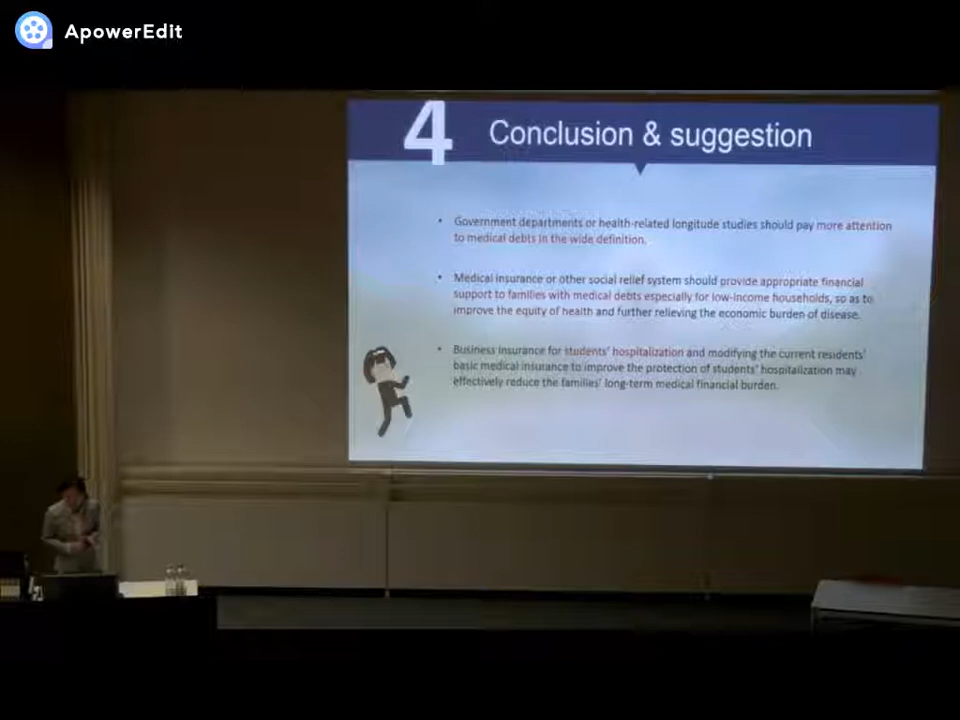 ApowerEdit
4 Conclusion & suggestion
• Government departments or health-related longitude studies should pay more attention
to medical debts in the wide definition.
• Medical insurance or other social relief system should provide appropriate financial
support to families with medical debts especially for low-income households, so as to
improve the equity of health and further relieving the economic burden of disease.
• Business insurance for students' hospitalization and modifying the current residents'
basic medical insurance to improve the protection of students' hospitalization may
effectively reduce the families' long-term medical financial burden.